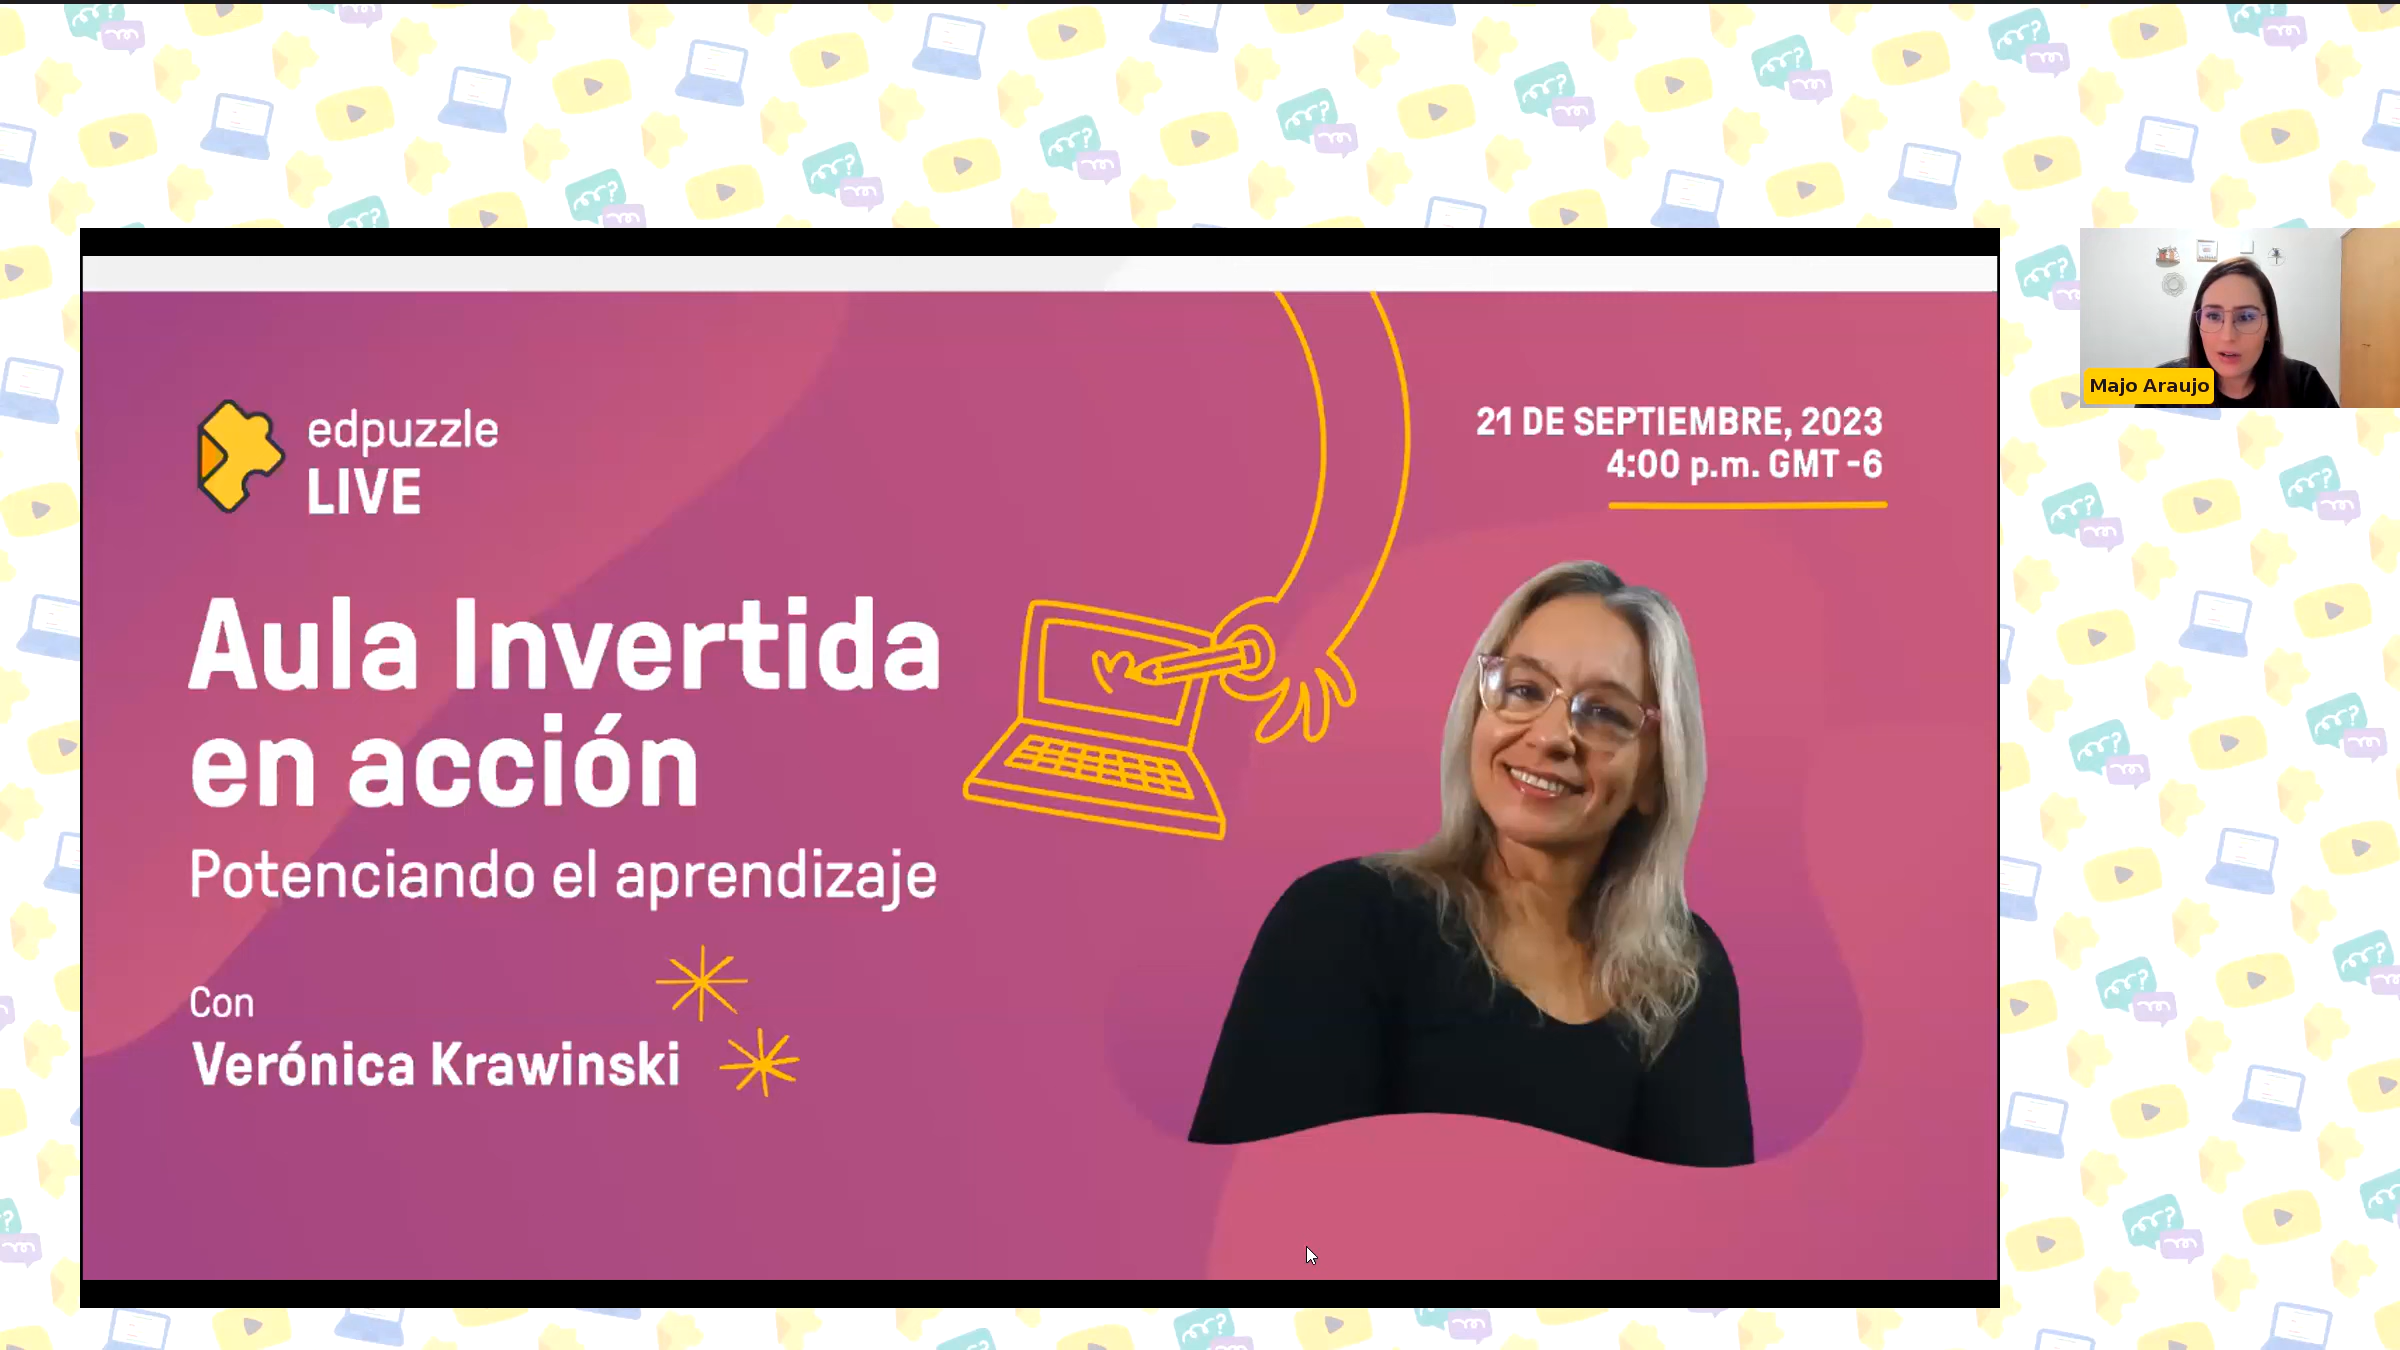 edpuzzle
LIVE
21 DE SEPTIEMBRE, 2023
4:00 p.m. GMT -6
Aula Invertida
en acción
Potenciando el aprendizaje
Con
Verónica Krawinski
Majo Araujo